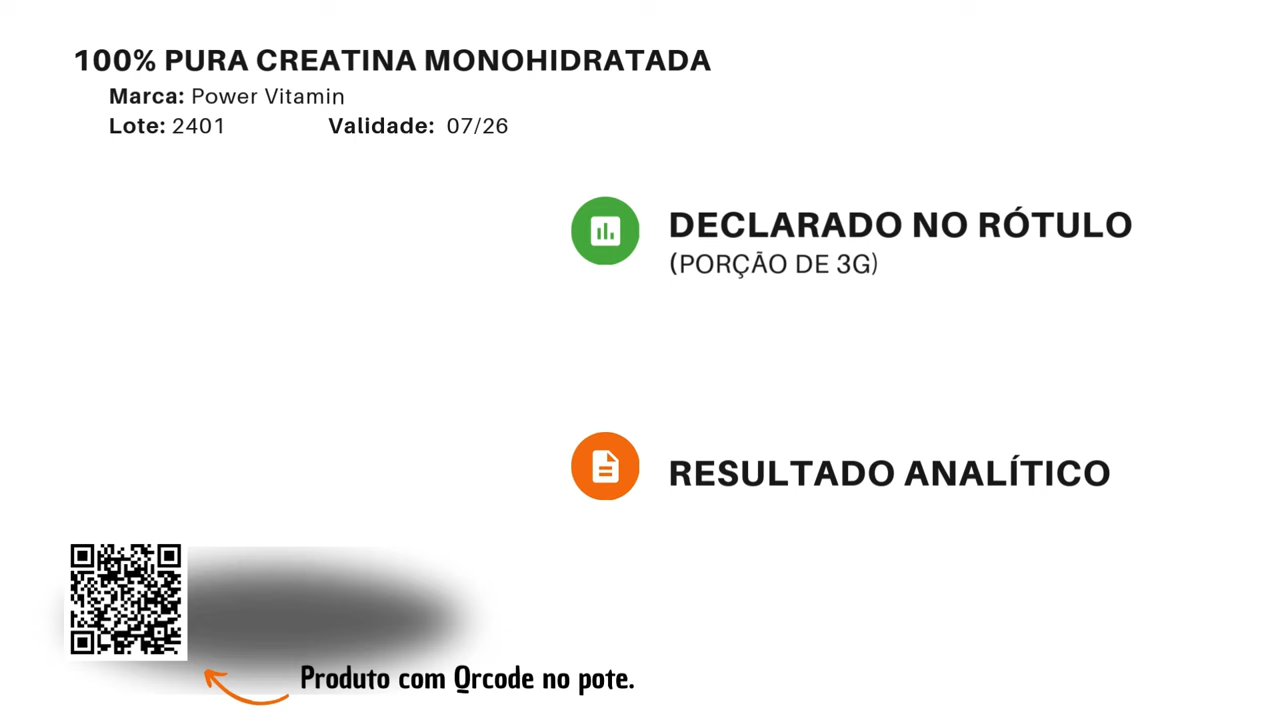 100% PURA CREATINA MONOHIDRATADA
Marca: Power Vitamin
Lote: 2401 Validade: 07/26
DECLARADO NO RÓTULO
(PORÇÃO DE 3G)
RESULTADO ANALÍTICO
Produto com Qrcode no pote.